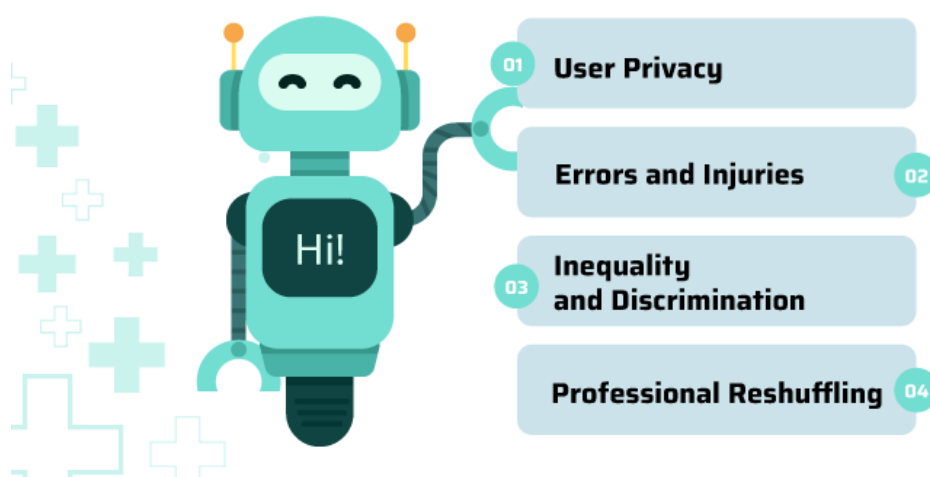 Hi!
01
User Privacy
Errors and Injuries
02
03
Inequality
and Discrimination
Professional Reshuffling
04